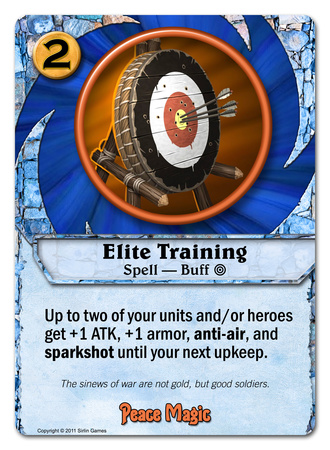 2
Elite Training
Spell — Buff ◎
Up to two of your units and/or heroes
get +1 ATK, +1 armor, anti-air, and
sparkshot until your next upkeep.
The sinews of war are not gold, but good soldiers.
Peace Magic
Copyright © 2011 Sirlin Games